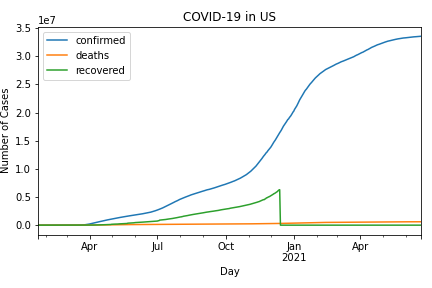 COVID-19 in US
1e7
confirmed
deaths
recovered
3.5
3.0
2.5
2.0
1.5
1.0
0.5
0.0
Number of Cases
Apr
Jul
Oct
Jan
2021
Apr
Day